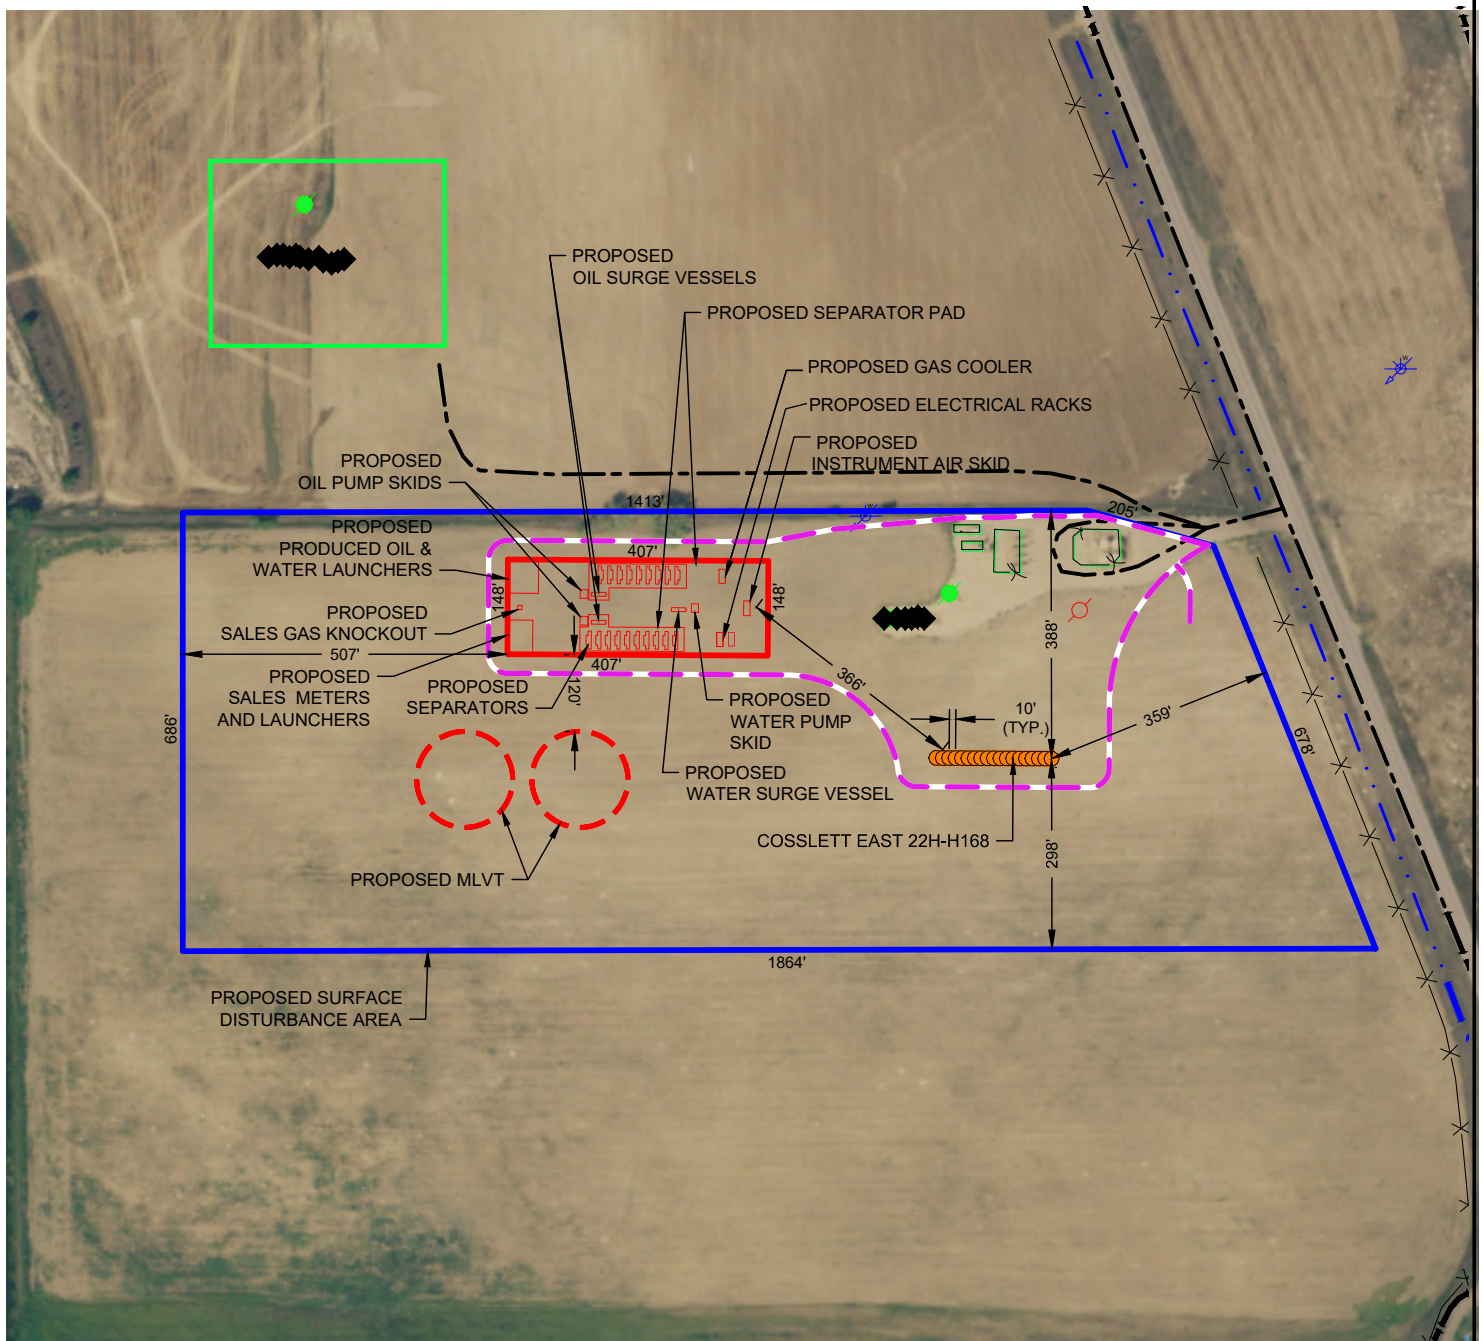 PROPOSED
OIL SURGE VESSELS
PROPOSED SEPARATOR PAD
PROPOSED GAS COOLER
PROPOSED ELECTRICAL RACKS
PROPOSED
INSTRUMENT AIR SKID
PROPOSED
OIL PUMP SKIDS
1413'
205'
PROPOSED
PRODUCED OIL &
WATER LAUNCHERS
407'
148'
148'
PROPOSED
SALES GAS KNOCKOUT
507'
407'
388'
PROPOSED
SALES METERS
AND LAUNCHERS
PROPOSED
SEPARATORS
120'
366'
PROPOSED
WATER PUMP
SKID
10'
(TYP.)
359'
686'
678'
PROPOSED
WATER SURGE VESSEL
COSSLETT EAST 22H-H168
298'
PROPOSED MLVT
1864'
PROPOSED SURFACE
DISTURBANCE AREA
W